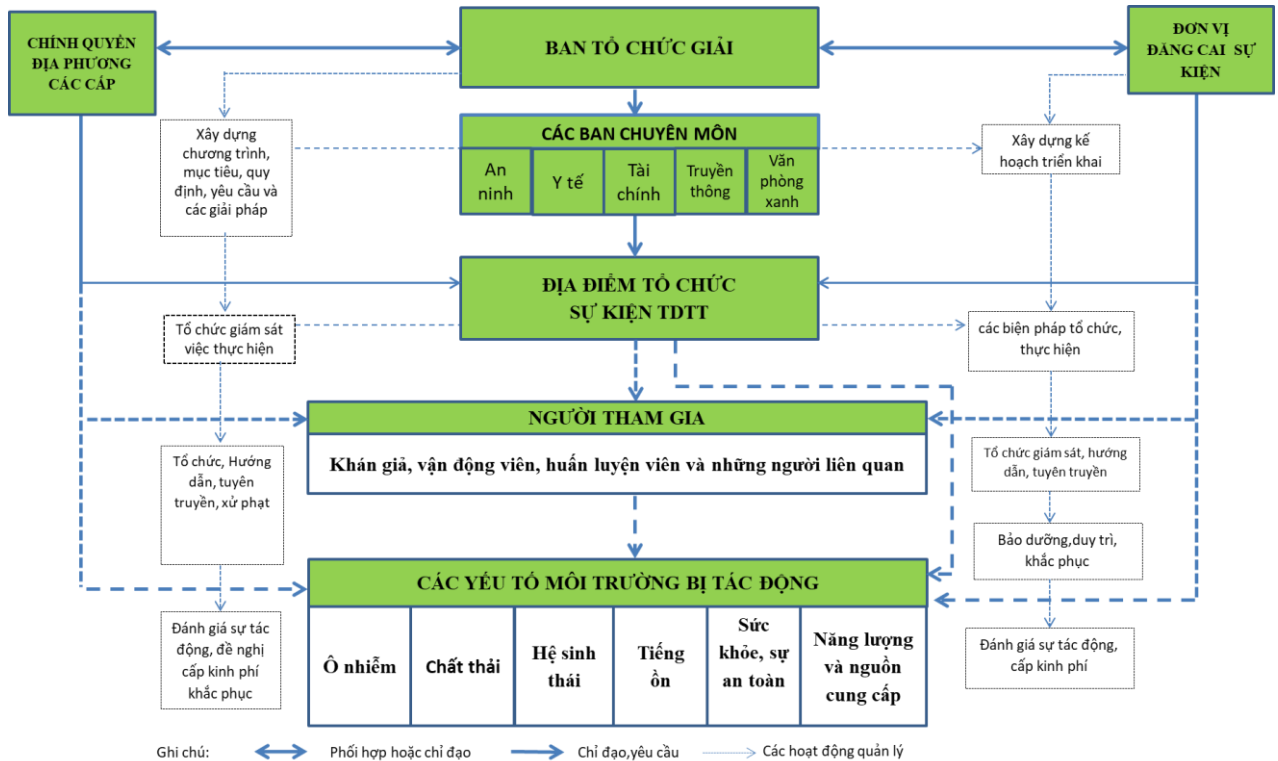 CHÍNH QUYỀN
ĐỊA PHƯƠNG
CÁC CẤP
BAN TỔ CHỨC GIẢI
ĐƠN VỊ
ĐĂNG CAI SỰ
KIỆN
Xây dựng
chương trình,
mục tiêu, quy
định, yêu cầu và
các giải pháp
CÁC BAN CHUYÊN MÔN
An
ninh
Y tế
Tài
chính
Truyền
thông
Văn
phòng
xanh
Xây dựng kế
hoạch triển khai
ĐỊA ĐIỂM TỔ CHỨC
SỰ KIỆN TDTT
Tổ chức giám sát
việc thực hiện
các biện pháp tổ chức,
thực hiện
NGƯỜI THAM GIA
Khán giả, vận động viên, huấn luyện viên và những người liên quan
Tổ chức, Hướng
dẫn, tuyên
truyền, xử phạt
Tổ chức giám sát, hướng
dẫn, tuyên truyền
Bảo dưỡng,duy trì,
khắc phục
CÁC YẾU TỐ MÔI TRƯỜNG BỊ TÁC ĐỘNG
Ô nhiễm
Chất thải
Hệ sinh
thái
Tiếng
ồn
Sức
khỏe, sự
an toàn
Năng lượng
và nguồn
cung cấp
Đánh giá sự tác
động, đề nghị
cấp kinh phí
khắc phục
Đánh giá sự tác động,
cấp kinh phí
Ghi chú:
Phối hợp hoặc chỉ đạo
Chỉ đạo,yêu cầu
Các hoạt động quản lý